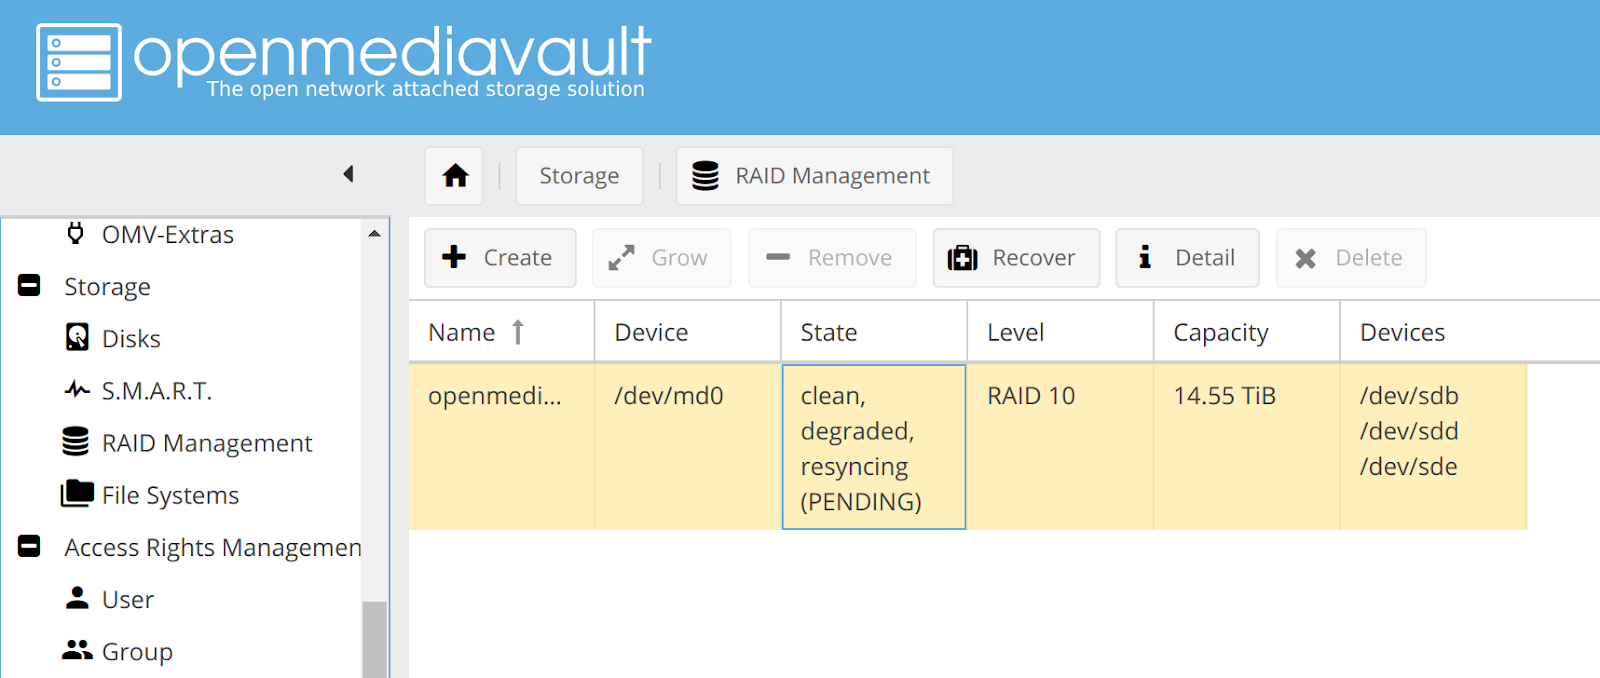 openmediavault
The open network attached storage solution
Storage
RAID Management
OMV-Extras
Storage
Disks
S.M.A.R.T.
RAID Management
File Systems
Access Rights Managemen
User
Group
Create
Grow
Remove
Recover
Detail
Delete
Name
Device
State
Level
Capacity
Devices
openmedi...
/dev/md0
clean,
degraded,
resyncing
(PENDING)
RAID 10
14.55 TiB
/dev/sdb
/dev/sdd
/dev/sde